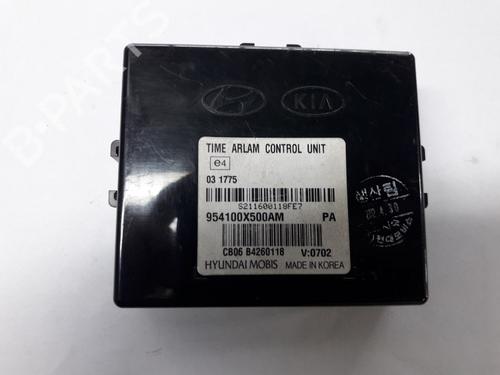 B-PARTS
KIA
TIME ARLAM CONTROL UNIT
e4
03 1775
S211600118FE7
954100X500AM PA
CB06 B4260118 V:0702
HYUNDAI MOBIS MADE IN KOREA